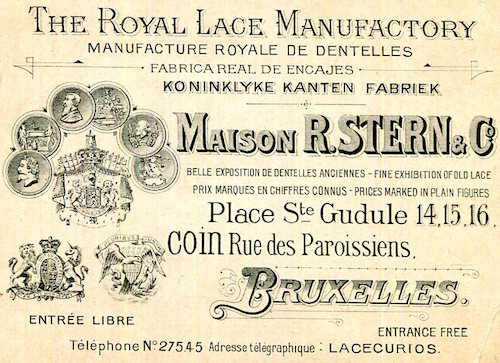 THE ROYAL LACE MANUFACTORY
MANUFACTURE ROYALE DE DENTELLES
FABRICA REAL DE ENCAJES
KONINKLYKE KANTEN FABRIEK
MAISON R. STERN & Cº
BELLE EXPOSITION DE DENTELLES ANCIENNES – FINE EXHIBITION OF OLD LACE
PRIX MARQUES EN CHIFFRES CONNUS – PRICES MARKED IN PLAIN FIGURES
Place Ste Gudule 14, 15, 16,
COIN Rue des Paroissiens,
BRUXELLES.
ENTRÉE LIBRE
ENTRANCE FREE
Téléphone Nº 275.45 Adresse télégraphique : LACECURIOS.